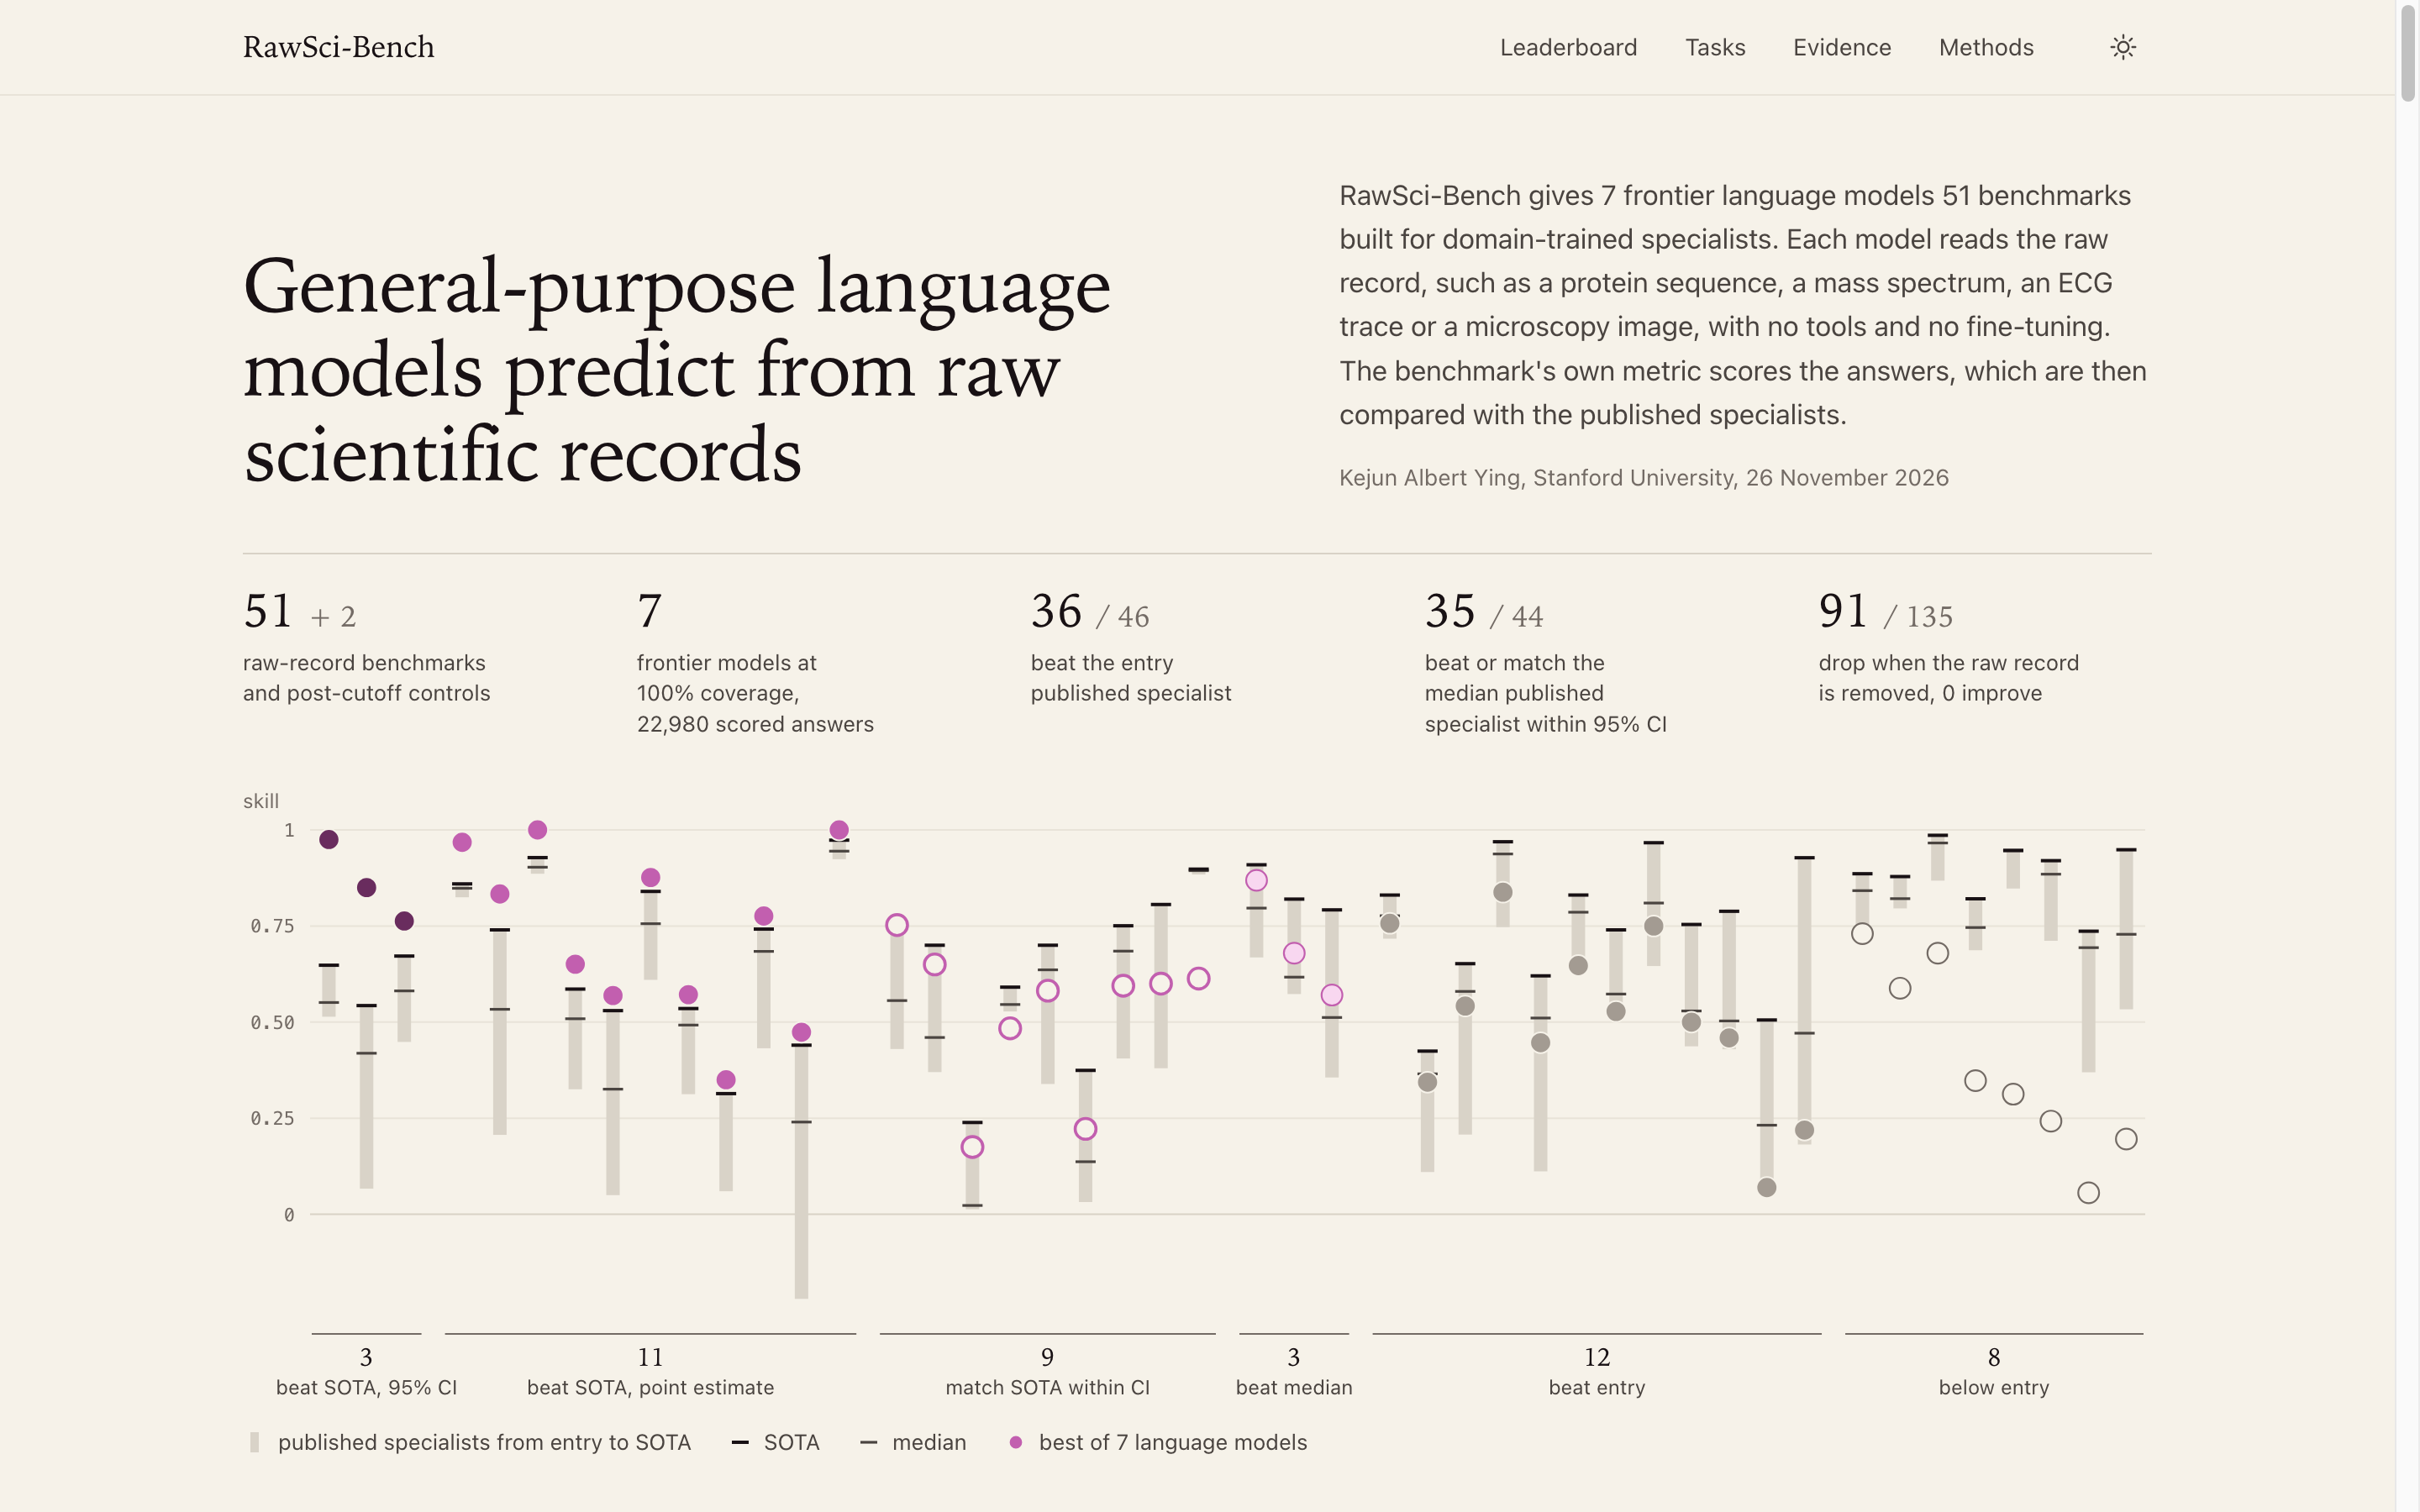 RawSci-Bench
Leaderboard Tasks Evidence Methods
General-purpose language
models predict from raw
scientific records
RawSci-Bench gives 7 frontier language models 51 benchmarks
built for domain-trained specialists. Each model reads the raw
record, such as a protein sequence, a mass spectrum, an ECG
trace or a microscopy image, with no tools and no fine-tuning.
The benchmark's own metric scores the answers, which are then
compared with the published specialists.
Kejun Albert Ying, Stanford University, 26 November 2026
51 + 2
raw-record benchmarks
and post-cutoff controls
7
frontier models at
100% coverage,
22,980 scored answers
36 / 46
beat the entry
published specialist
35 / 44
beat or match the
median published
specialist within 95% CI
91 / 135
drop when the raw record
is removed, 0 improve
skill
1
0.75
0.50
0.25
0
3
beat SOTA, 95% CI
11
beat SOTA, point estimate
9
match SOTA within CI
3
beat median
12
beat entry
8
below entry
published specialists from entry to SOTA
SOTA
median
best of 7 language models